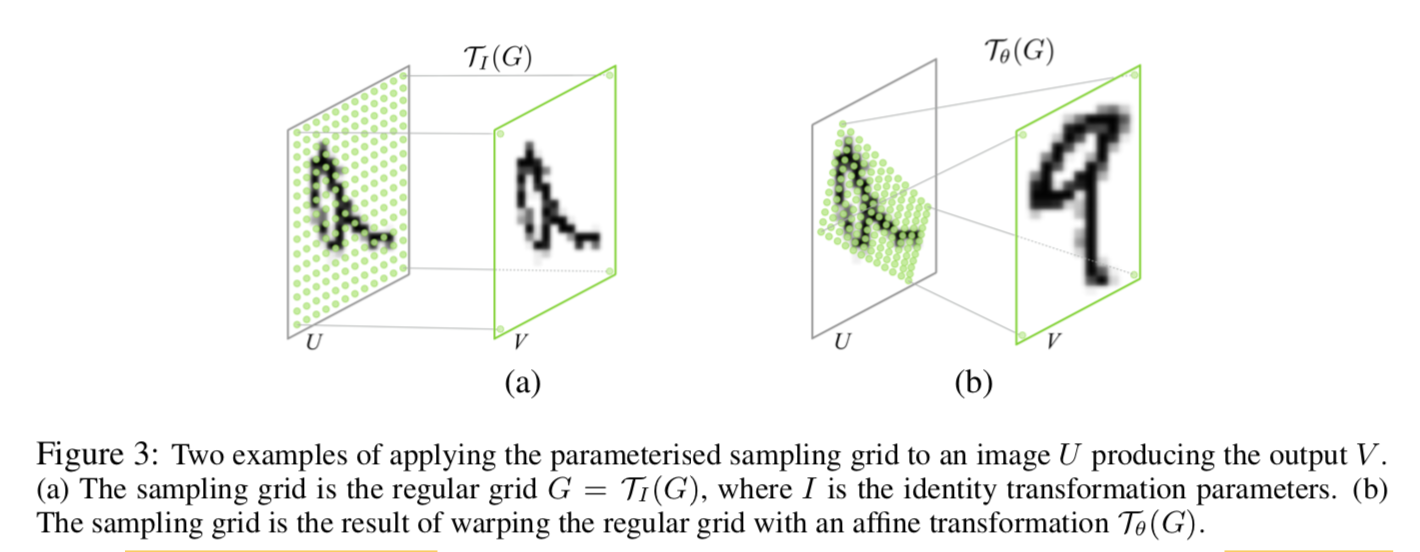 𝒯_I(G)
𝒯_θ(G)
U
V
U
V
(a)
(b)
Figure 3: Two examples of applying the parameterised sampling grid to an image U producing the output V.
(a) The sampling grid is the regular grid G = 𝒯_I(G), where I is the identity transformation parameters. (b)
The sampling grid is the result of warping the regular grid with an affine transformation 𝒯_θ(G).